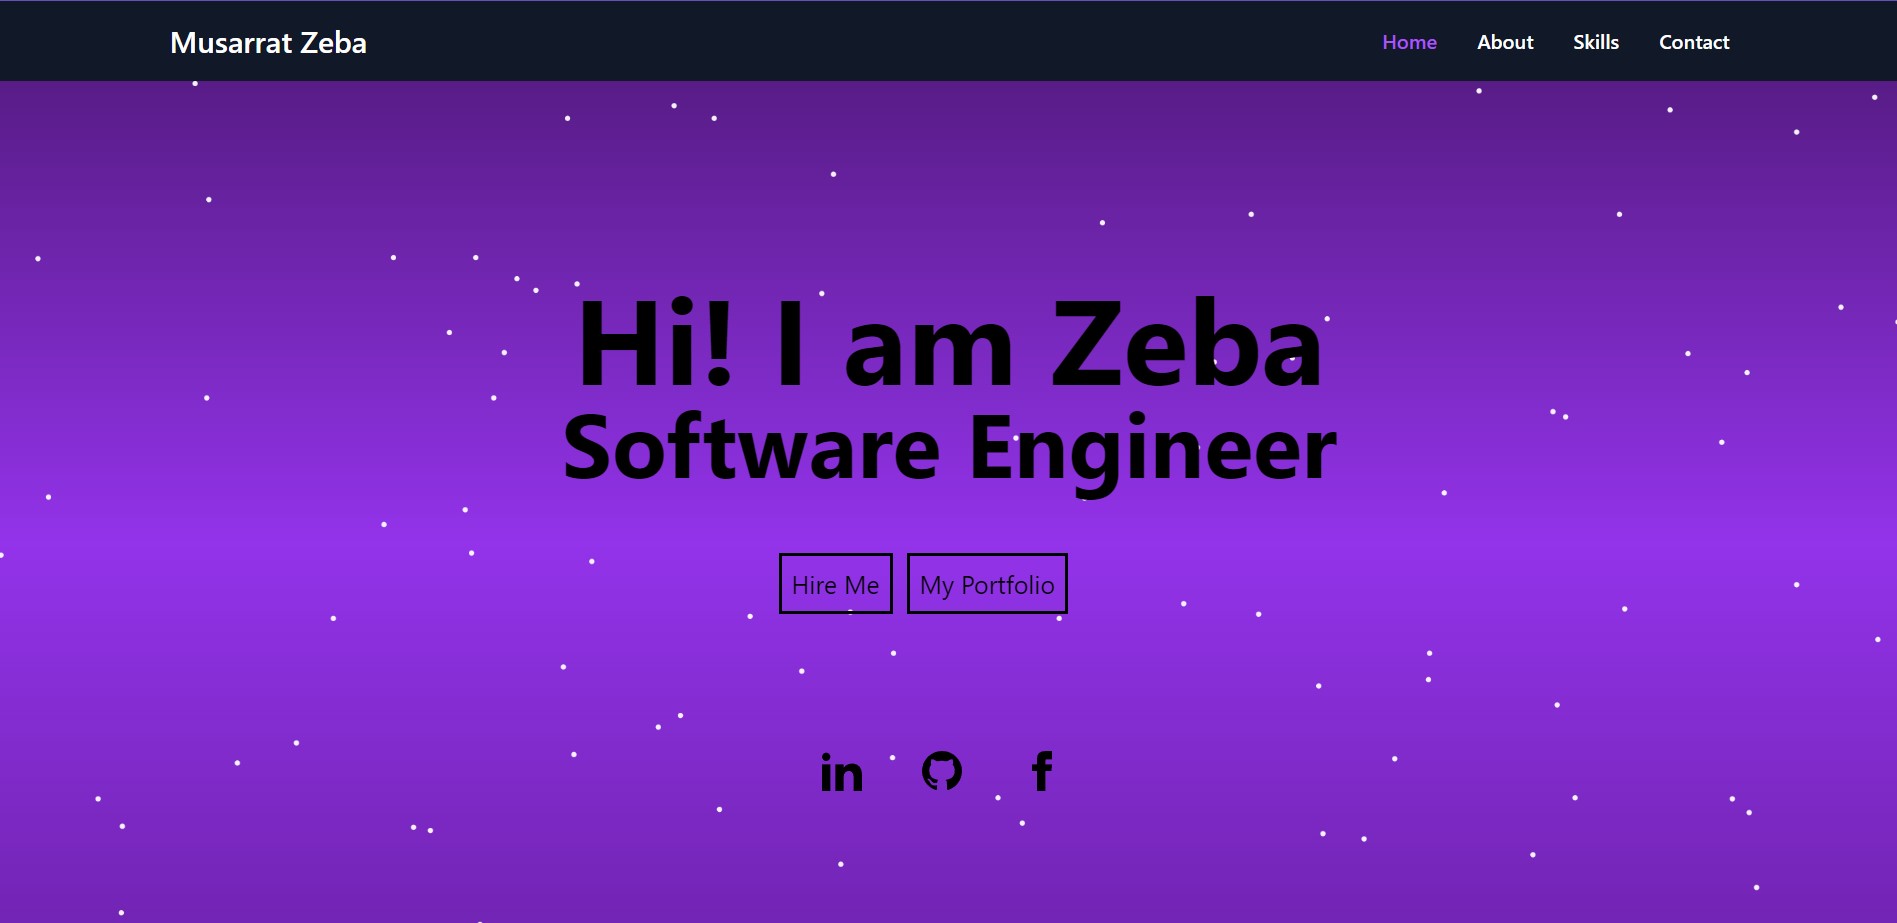 Musarrat Zeba
Home About Skills Contact
Hi! I am Zeba
Software Engineer
Hire Me My Portfolio
in
f